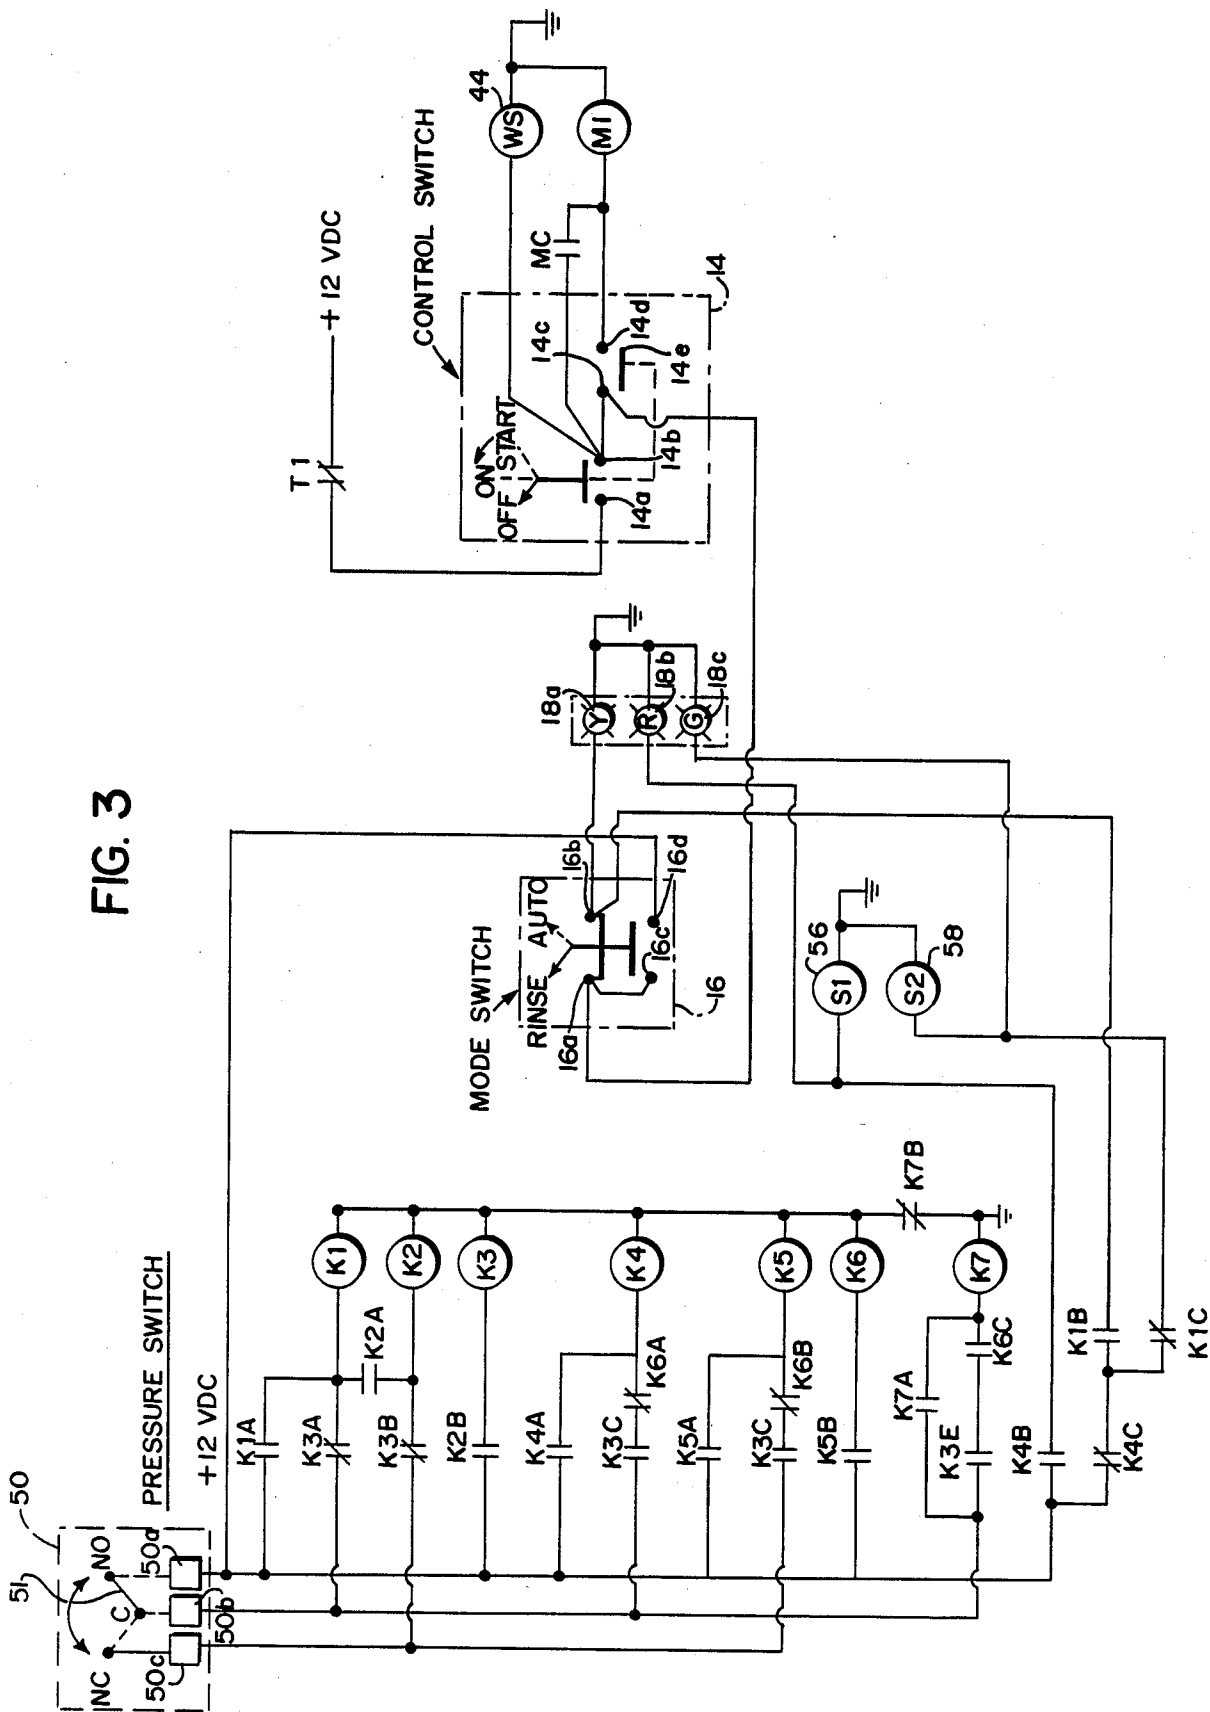 FIG. 3
PRESSURE SWITCH
50
51
NC
C
NO
50c
50b
50a
+12 VDC
K1A
K3A
K2A
K1
K3B
K2
K2B
K3
K4A
K3C
K6A
K4
K5A
K3C
K6B
K5
K5B
K6
K7B
K7A
K3E
K6C
K7
K4B
K4C
K1B
K1C
MODE SWITCH
RINSE
AUTO
16a
16b
16c
16d
16
S1
56
S2
58
Y
18a
R
18b
G
18c
T1
+12 VDC
CONTROL SWITCH
OFF
ON
START
14a
14b
14c
14d
14e
14
MC
WS
44
M1